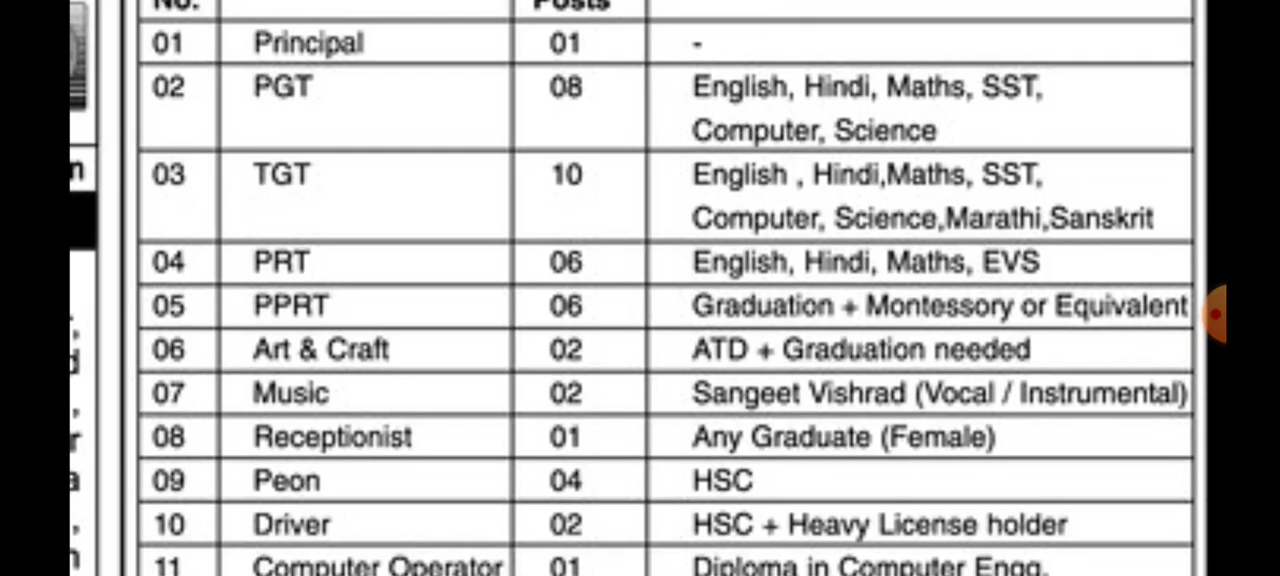 No. Posts
01 Principal 01 -
02 PGT 08 English, Hindi, Maths, SST,
Computer, Science
03 TGT 10 English , Hindi,Maths, SST,
Computer, Science,Marathi,Sanskrit
04 PRT 06 English, Hindi, Maths, EVS
05 PPRT 06 Graduation + Montessory or Equivalent
06 Art & Craft 02 ATD + Graduation needed
07 Music 02 Sangeet Vishrad (Vocal / Instrumental)
08 Receptionist 01 Any Graduate (Female)
09 Peon 04 HSC
10 Driver 02 HSC + Heavy License holder
11 Computer Operator 01 Diploma in Computer Engg.